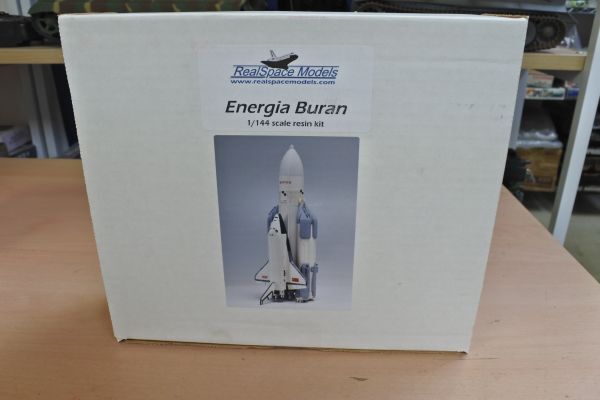 RealSpace Models
www.realspacemodels.com
Energia Buran
1/144 scale resin kit